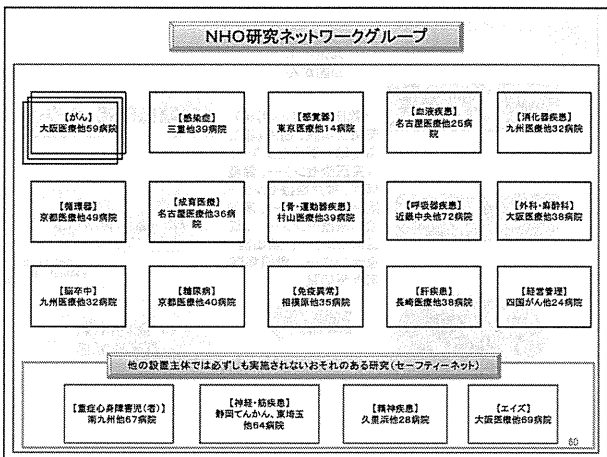 NHO研究ネットワークグループ
【がん】
大阪医療他59病院
【感染症】
三重他39病院
【感覚器】
東京医療他14病院
【血液疾患】
名古屋医療他25病
院
【消化器疾患】
九州医療他32病院
【循環器】
京都医療他49病院
【成育医療】
名古屋医療他36病
院
【骨・運動器疾患】
村山医療他39病院
【呼吸器疾患】
近畿中央他72病院
【外科・麻酔科】
大阪医療他38病院
【脳卒中】
九州医療他32病院
【糖尿病】
京都医療他40病院
【免疫異常】
相模原他35病院
【肝疾患】
長崎医療他38病院
【経営管理】
四国がん他24病院
他の設置主体では必ずしも実施されないおそれのある研究(セーフティーネット)
【重症心身障害児(者)】
南九州他67病院
【神経・筋疾患】
静岡てんかん、東埼玉
他64病院
【精神疾患】
久里浜他28病院
【エイズ】
大阪医療他69病院
60